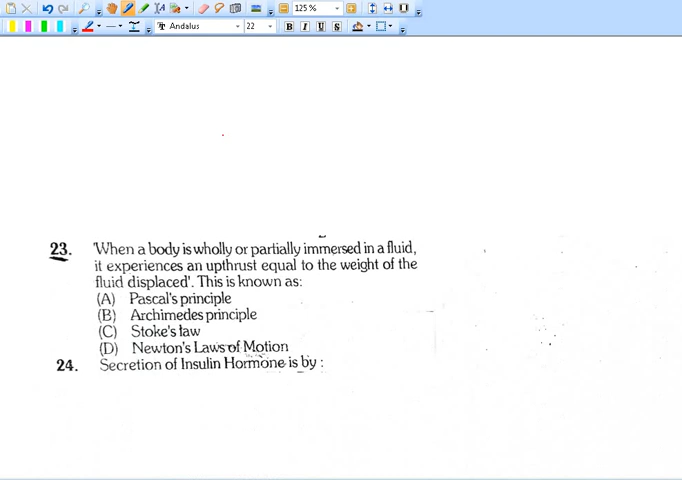 125 %
Andalus 22 B I U S
23. 'When a body is wholly or partially immersed in a fluid,
it experiences an upthrust equal to the weight of the
fluid displaced'. This is known as:
(A) Pascal's principle
(B) Archimedes principle
(C) Stoke's law
(D) Newton's Laws of Motion
24. Secretion of Insulin Hormone is by :